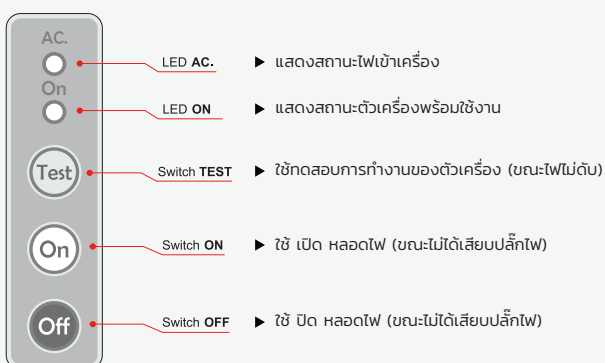 AC.
LED AC. ▶ แสดงสถานะไฟเข้าเครื่อง
On
LED ON ▶ แสดงสถานะตัวเครื่องพร้อมใช้งาน
Test Switch TEST ▶ ใช้ทดสอบการทำงานของตัวเครื่อง (ขณะไฟไม่ดับ)
On Switch ON ▶ ใช้ เปิด หลอดไฟ (ขณะไม่ได้เสียบปลั๊กไฟ)
Off Switch OFF ▶ ใช้ ปิด หลอดไฟ (ขณะไม่ได้เสียบปลั๊กไฟ)